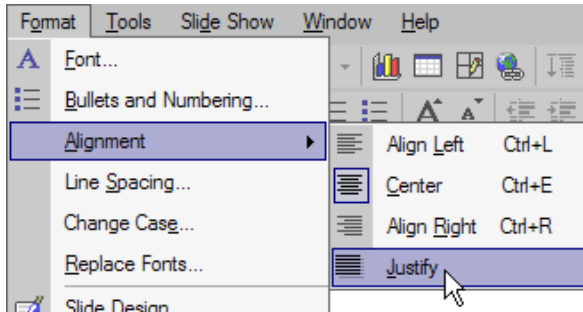 Format Tools Slide Show Window Help
Font...
Bullets and Numbering...
Alignment
Align Left Ctrl+L
Line Spacing...
Center Ctrl+E
Change Case...
Align Right Ctrl+R
Replace Fonts...
Justify
Slide Design